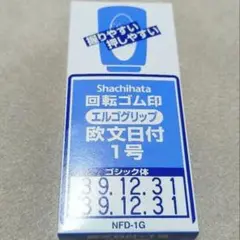 握りやすい
押しやすい
Shachihata
回転ゴム印
エルゴグリップ
欧文日付
1号
ゴシック体
39.12.31
39.12.31
NFD-1G